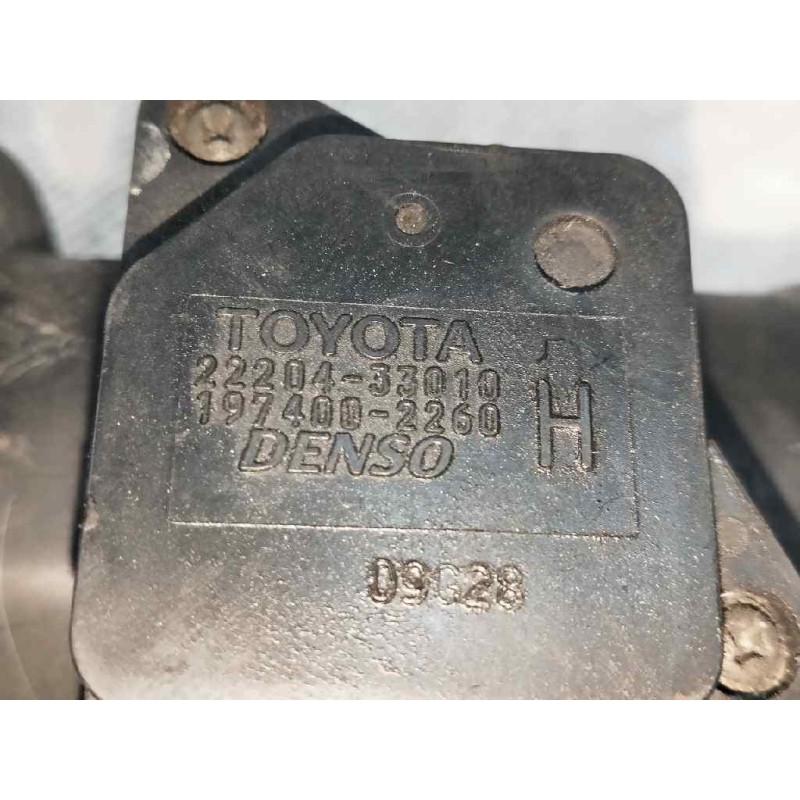 TOYOTA
22204-33010
197400-2260 H
DENSO
09G28